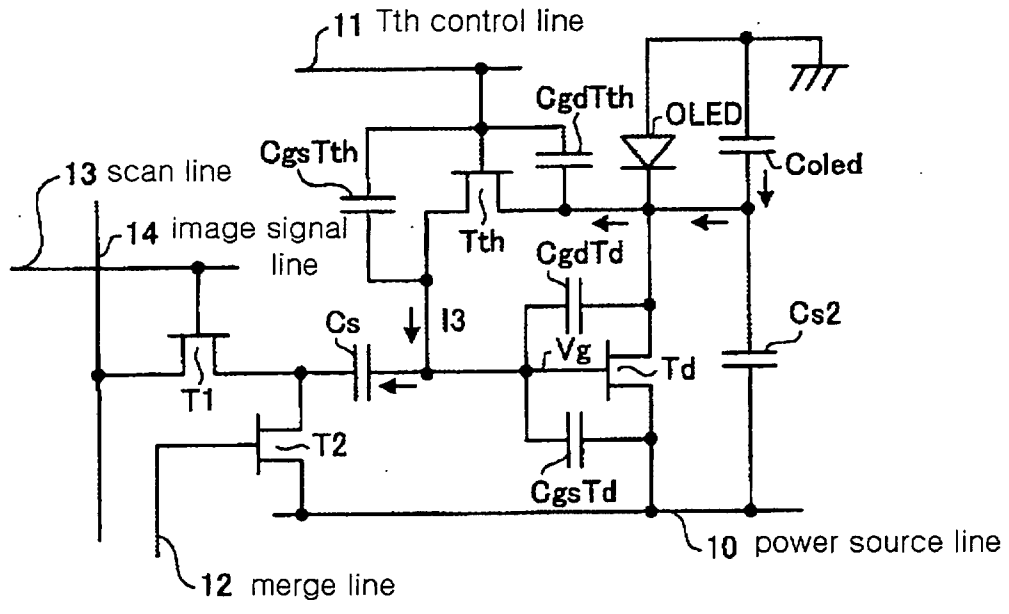 11 Tth control line
CgdTth
OLED
CgsTth
Coled
13 scan line
14 image signal
line
Tth
CgdTd
Cs
I3
Cs2
Vg
Td
T1
T2
CgsTd
10 power source line
12 merge line